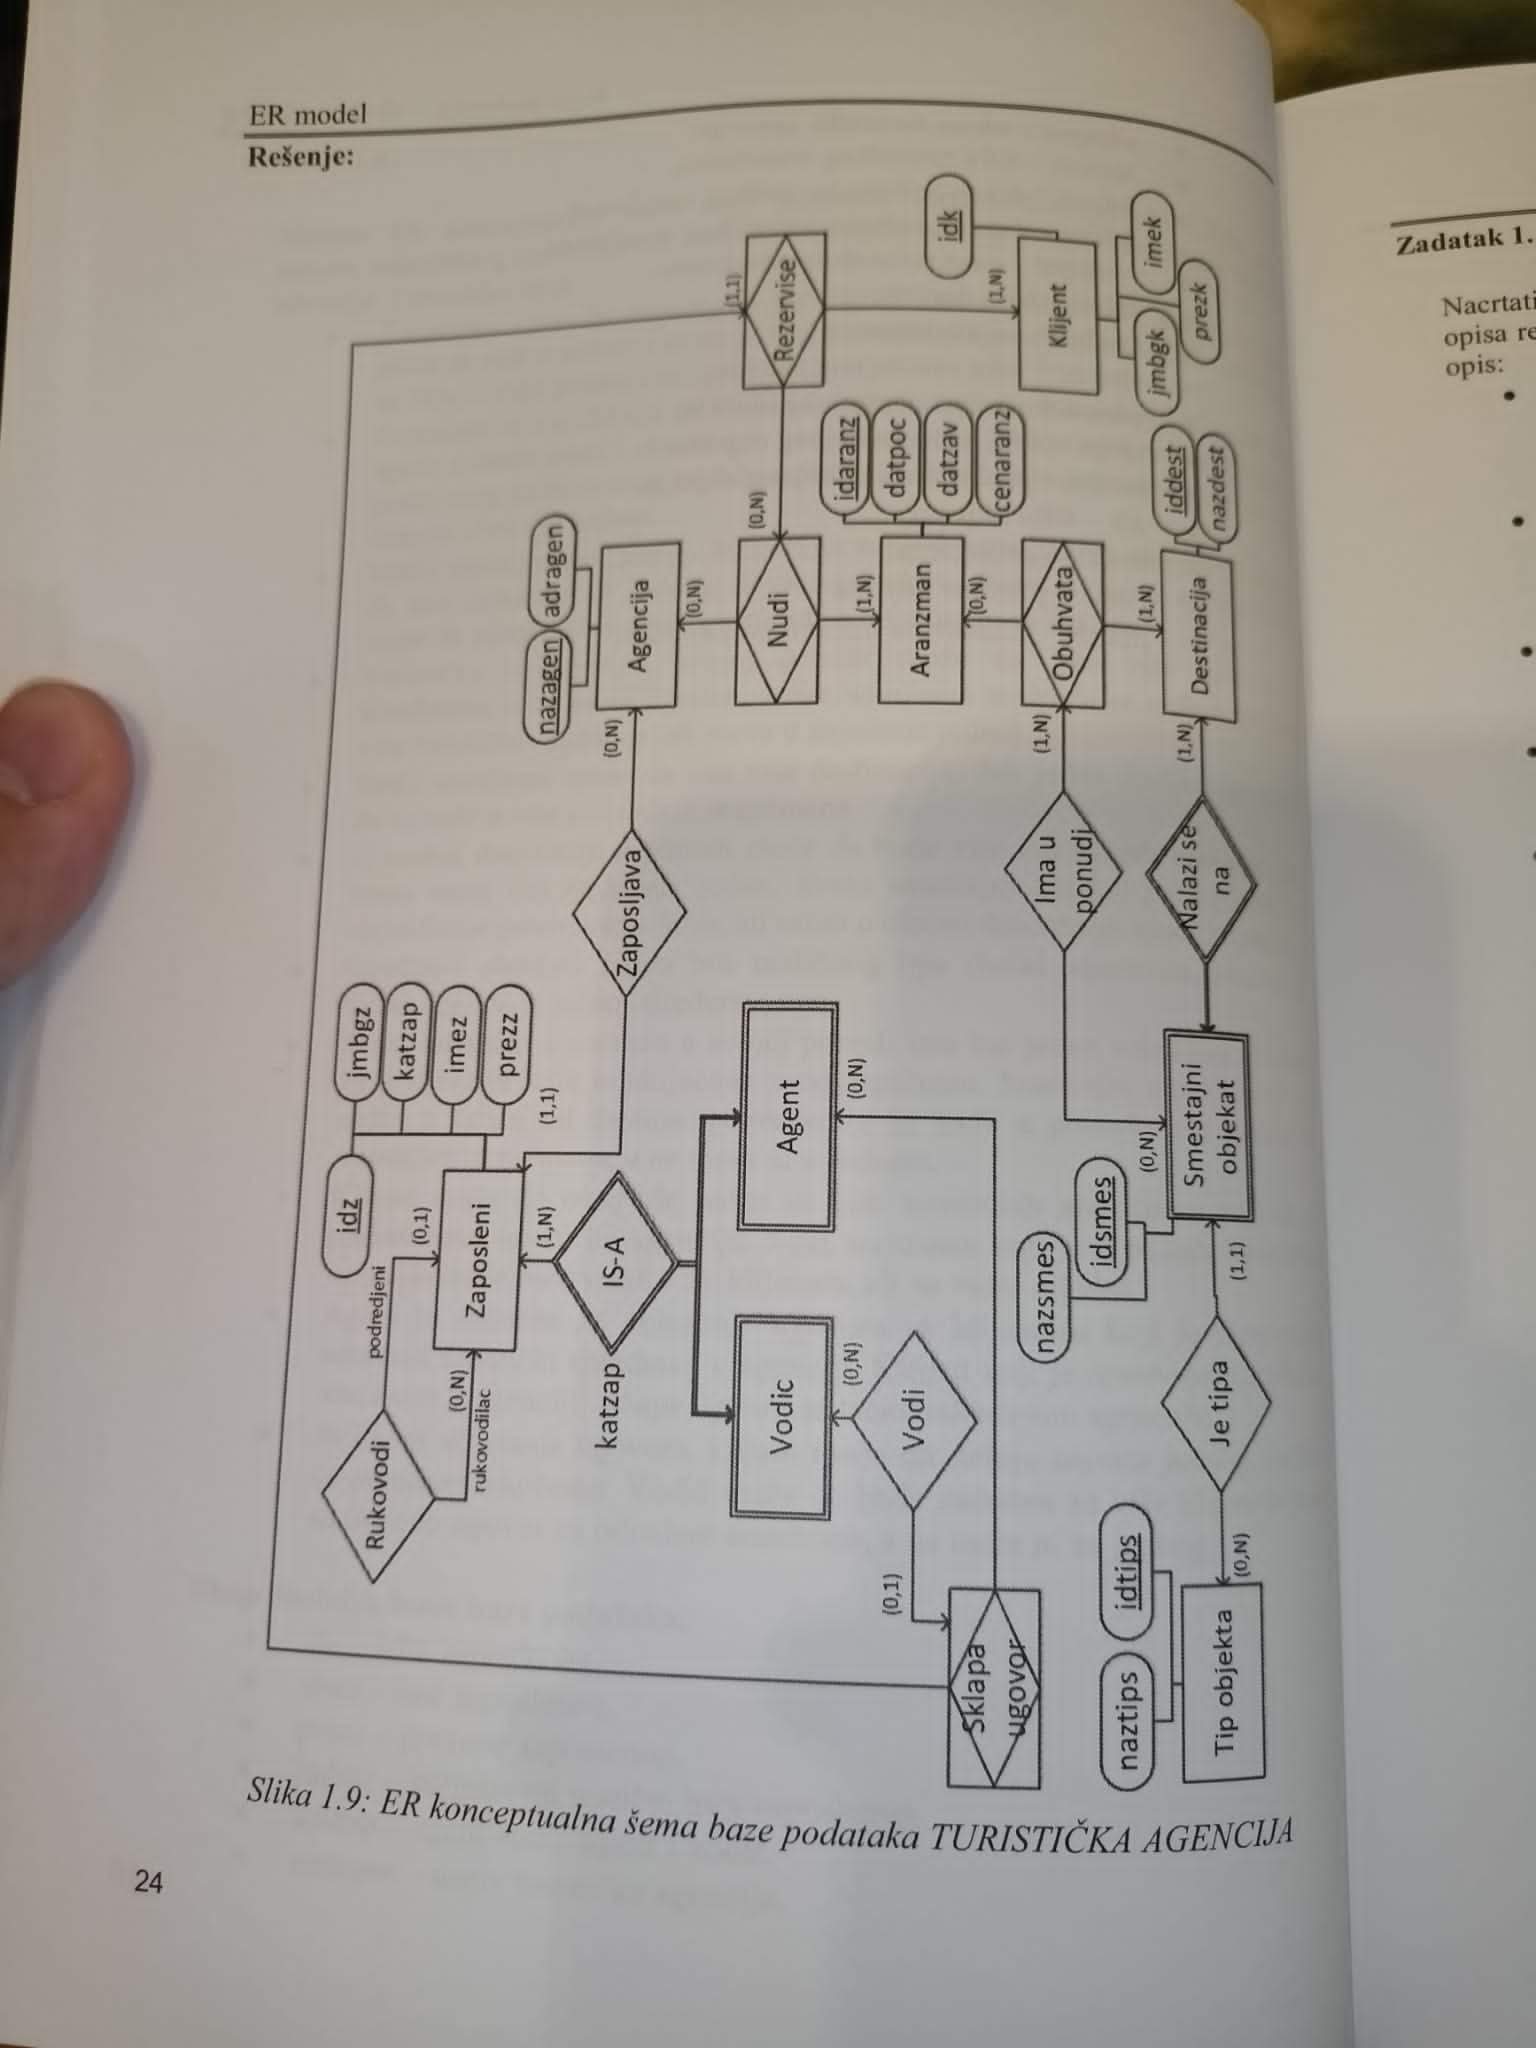 ER model
Rešenje:
idz
jmbgz
katzap
imez
prezz
Rukovodi
podredjeni
(0,1)
(0,N)
rukovodilac
Zaposleni
(1,1)
(1,N)
katzap
IS-A
Zaposljava
(0,N)
nazagen
adragen
Agencija
(0,N)
Nudi
(0,N)
(1,1)
Rezervise
(1,N)
idk
Klijent
jmbgk
imek
prezk
(1,N)
Aranzman
idaranz
datpoc
datzav
cenaranz
(0,N)
Obuhvata
(1,N)
(1,N)
Destinacija
iddest
nazdest
(1,N)
Vodic
Agent
(0,N)
(0,N)
Vodi
(0,1)
Sklapa
ugovor
Ima u
ponudi
(0,N)
Nalazi se
na
nazsmes
idsmes
Smestajni
objekat
(1,1)
Je tipa
(0,N)
naztips
idtips
Tip objekta
Slika 1.9: ER konceptualna šema baze podataka TURISTIČKA AGENCIJA
24
Zadatak 1.
Nacrtati
opisa re
opis:
•
•
•
•